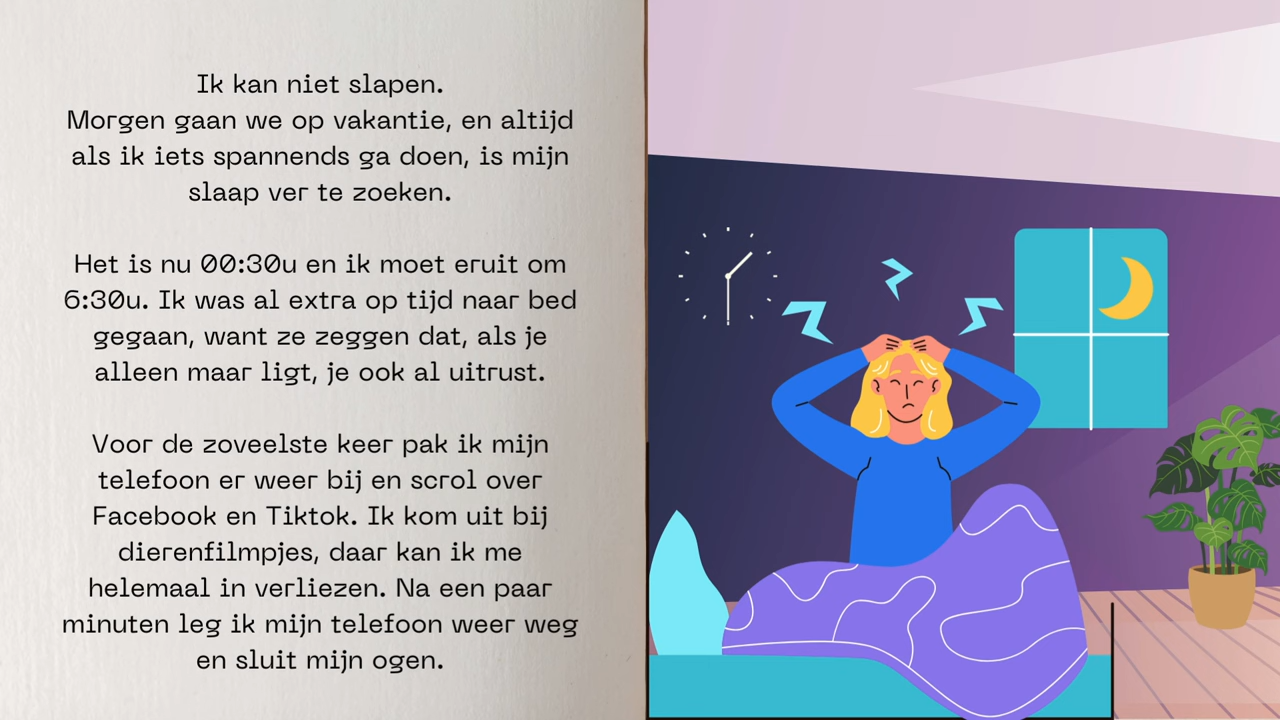 Ik kan niet slapen.
Morgen gaan we op vakantie, en altijd
als ik iets spannends ga doen, is mijn
slaap ver te zoeken.
Het is nu 00:30u en ik moet eruit om
6:30u. Ik was al extra op tijd naar bed
gegaan, want ze zeggen dat, als je
alleen maar ligt, je ook al uitrust.
Voor de zoveelste keer pak ik mijn
telefoon er weer bij en scrol over
Facebook en Tiktok. Ik kom uit bij
dierenfilmpjes, daar kan ik me
helemaal in verliezen. Na een paar
minuten leg ik mijn telefoon weer weg
en sluit mijn ogen.